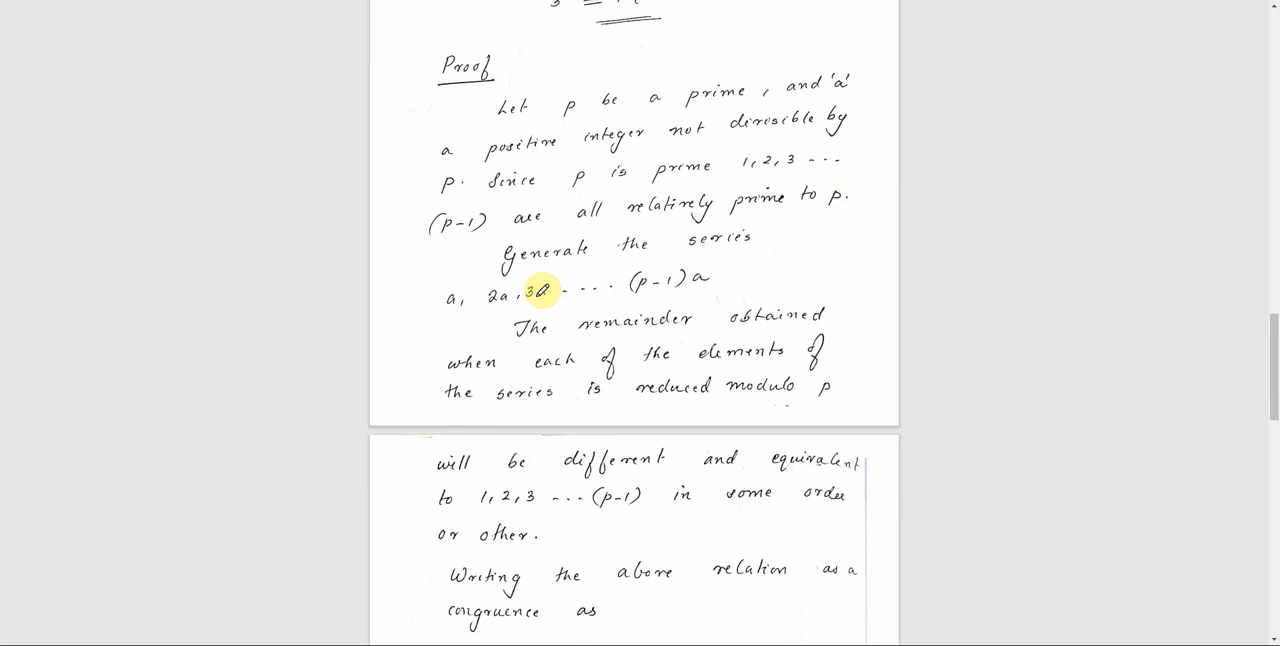 Proof
Let p be a prime, and 'a'
a positive integer not divisible by
p. Since p is prime 1, 2, 3 ---
(p-1) are all relatively prime to p.
Generate the series
a, 2a, 3a - --- (p-1) a
The remainder obtained
when each of the elements of
the series is reduced modulo p
will be different and equivalent
to 1, 2, 3 --- (p-1) in some order
or other.
Writing the above relation as a
congruence as